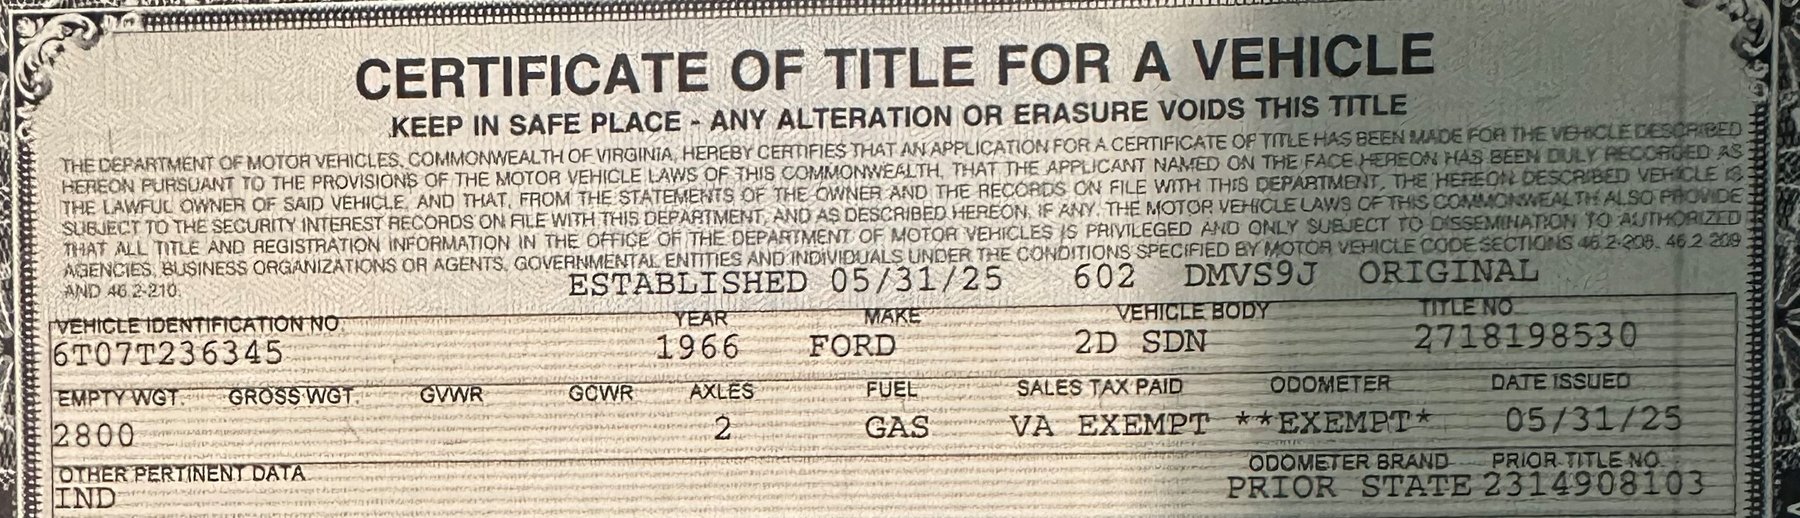 CERTIFICATE OF TITLE FOR A VEHICLE
KEEP IN SAFE PLACE - ANY ALTERATION OR ERASURE VOIDS THIS TITLE
THE DEPARTMENT OF MOTOR VEHICLES, COMMONWEALTH OF VIRGINIA, HEREBY CERTIFIES THAT AN APPLICATION FOR A CERTIFICATE OF TITLE HAS BEEN MADE FOR THE VEHICLE DESCRIBED
HEREON PURSUANT TO THE PROVISIONS OF THE MOTOR VEHICLE LAWS OF THIS COMMONWEALTH, THAT THE APPLICANT NAMED ON THE FACE HEREON HAS BEEN DULY RECORDED AS
THE LAWFUL OWNER OF SAID VEHICLE, AND THAT, FROM THE STATEMENTS OF THE OWNER AND THE RECORDS ON FILE WITH THIS DEPARTMENT, THE HEREON DESCRIBED VEHICLE IS
SUBJECT TO THE SECURITY INTEREST RECORDS ON FILE WITH THIS DEPARTMENT, AND AS DESCRIBED HEREON, IF ANY. THE MOTOR VEHICLE LAWS OF THIS COMMONWEALTH ALSO PROVIDE
THAT ALL TITLE AND REGISTRATION INFORMATION IN THE OFFICE OF THE DEPARTMENT OF MOTOR VEHICLES IS PRIVILEGED AND ONLY SUBJECT TO DISSEMINATION TO AUTHORIZED
AGENCIES, BUSINESS ORGANIZATIONS OR AGENTS, GOVERNMENTAL ENTITIES AND INDIVIDUALS UNDER THE CONDITIONS SPECIFIED BY MOTOR VEHICLE CODE SECTIONS 46.2-208, 46.2-209
AND 46.2-210.
ESTABLISHED 05/31/25 602 DMVS9J ORIGINAL
VEHICLE IDENTIFICATION NO. YEAR MAKE VEHICLE BODY TITLE NO.
6T07T236345 1966 FORD 2D SDN 2718198530
EMPTY WGT. GROSS WGT. GVWR GCWR AXLES FUEL SALES TAX PAID ODOMETER DATE ISSUED
2800 2 GAS VA EXEMPT **EXEMPT* 05/31/25
OTHER PERTINENT DATA ODOMETER BRAND PRIOR TITLE NO.
IND PRIOR STATE 2314908103